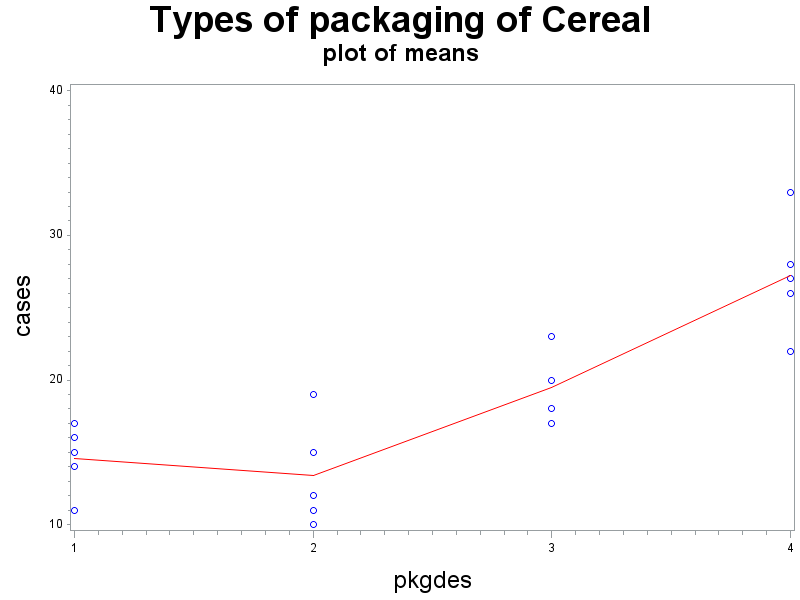 Types of packaging of Cereal
plot of means
40
30
20
10
cases
1 2 3 4
pkgdes